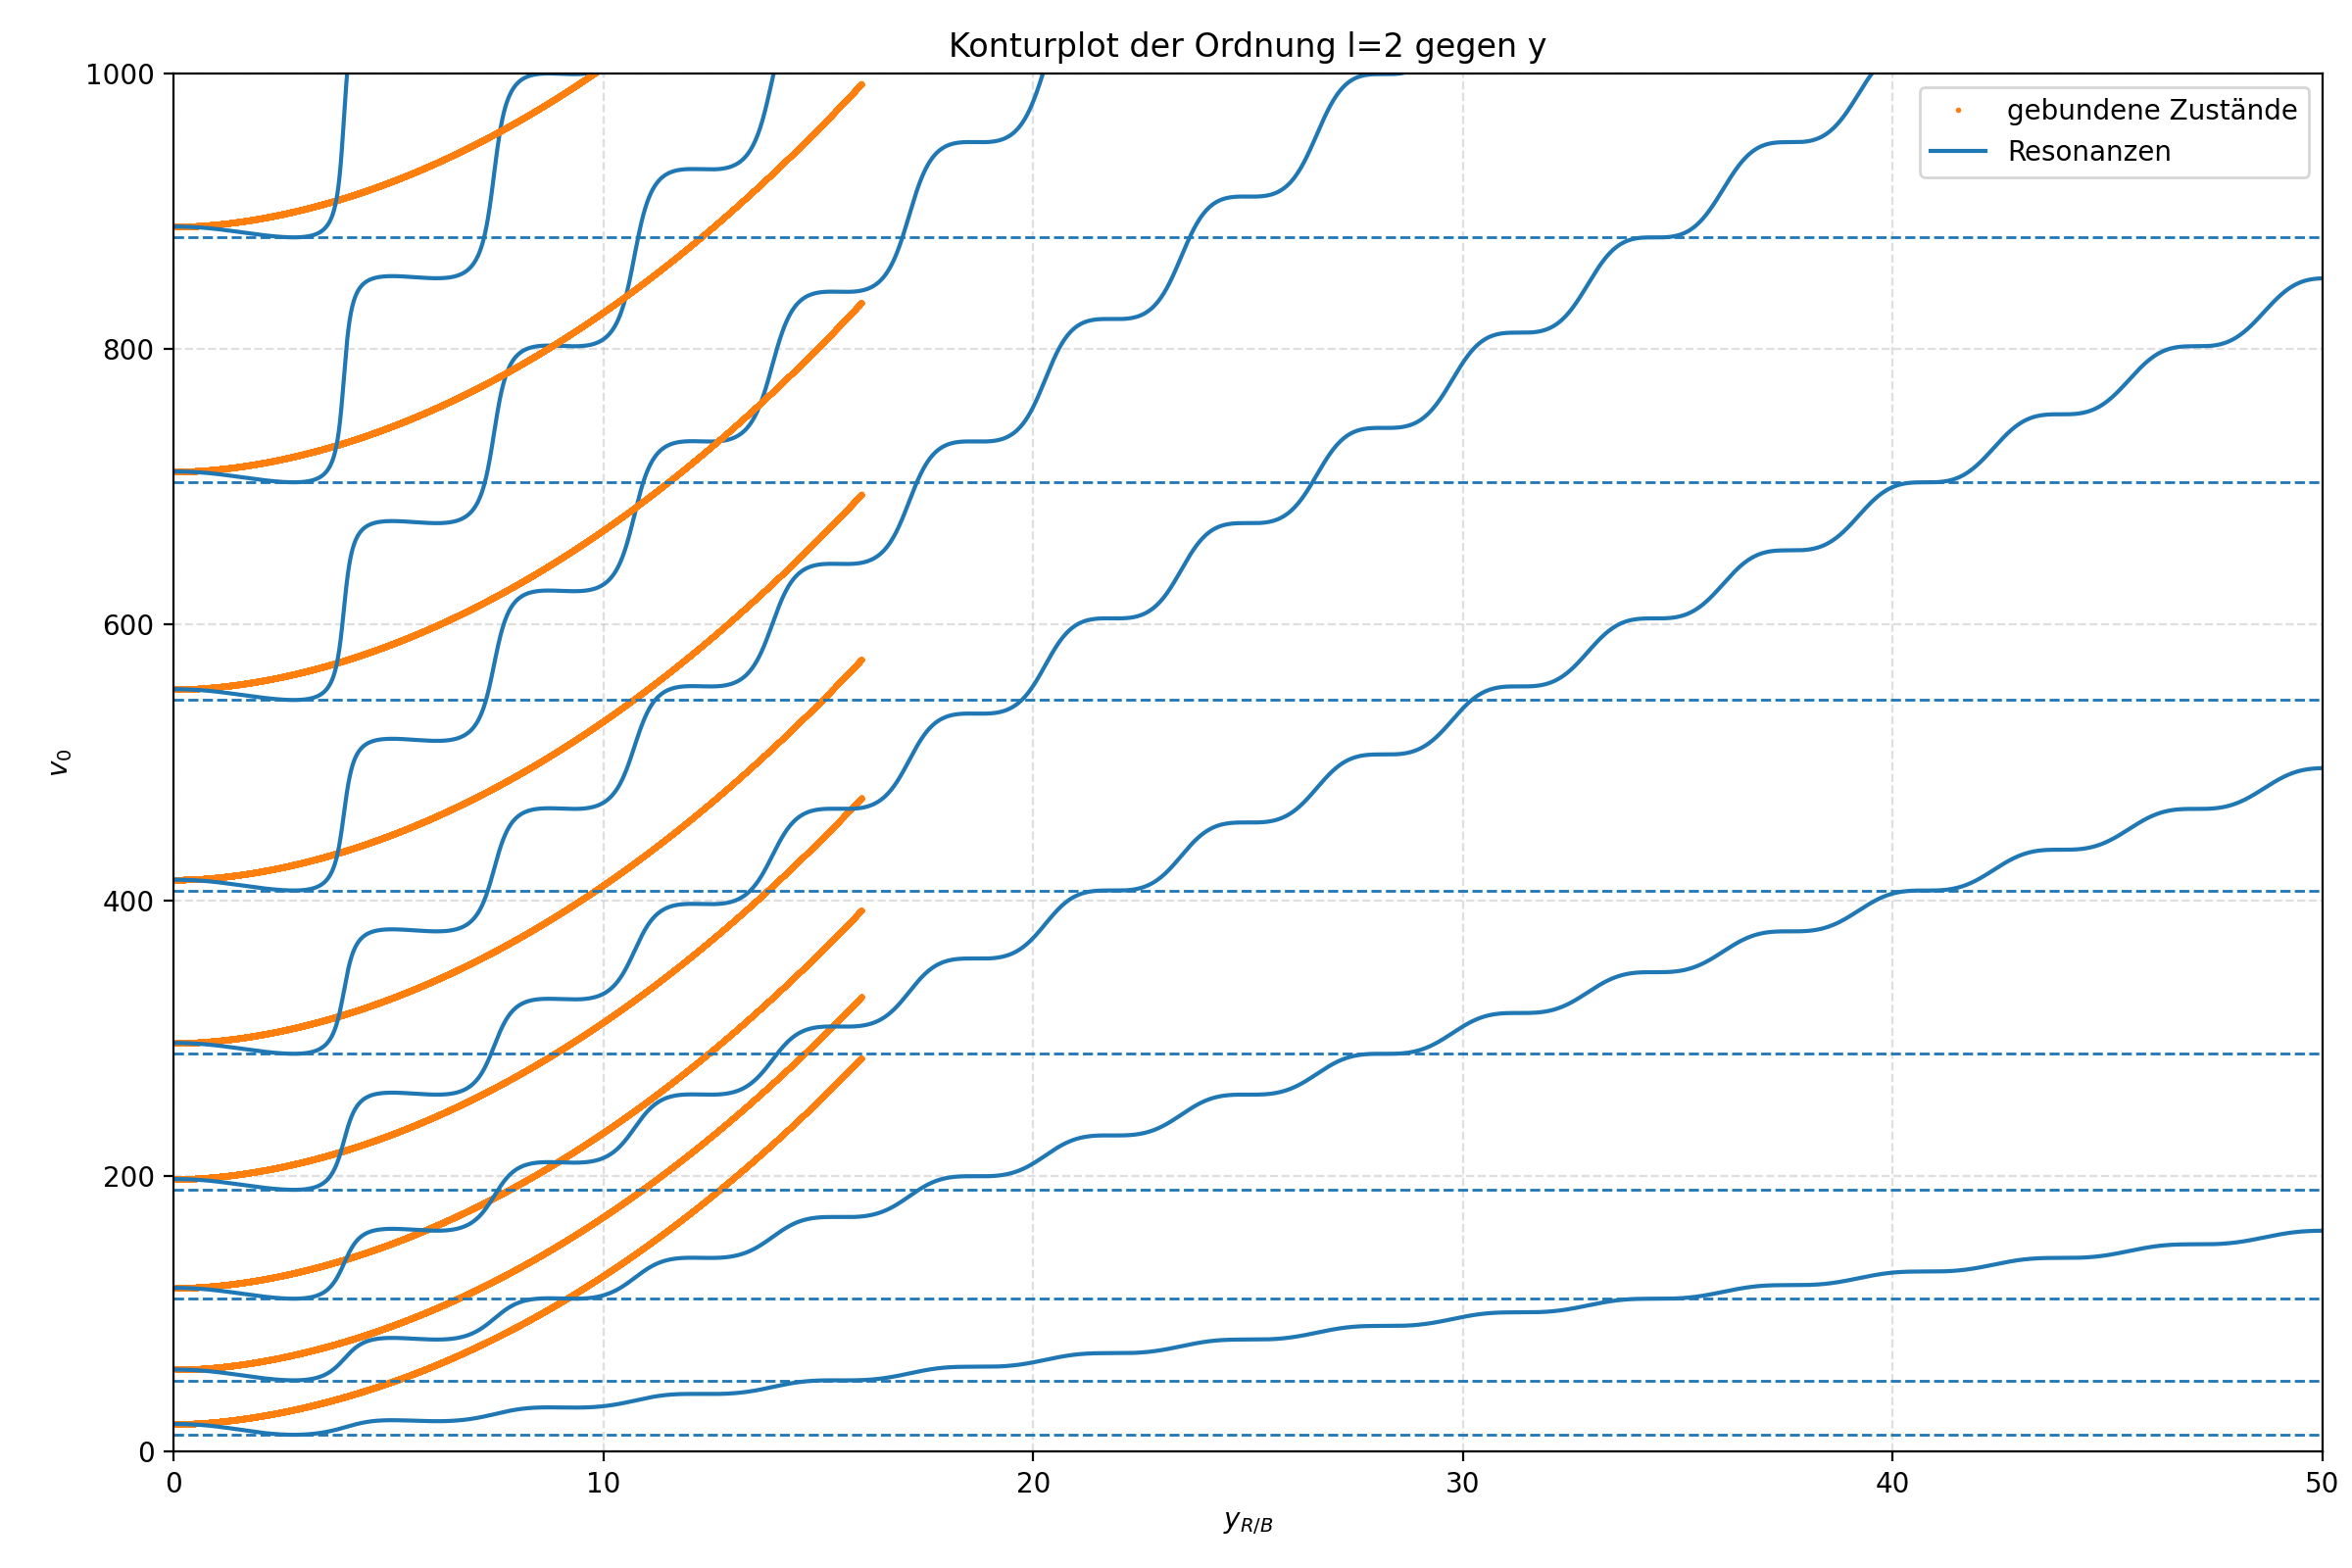 Konturplot der Ordnung l=2 gegen y
1000
800
600
400
200
0
v₀
gebundene Zustände
Resonanzen
0 10 20 30 40 50
y_{R/B}